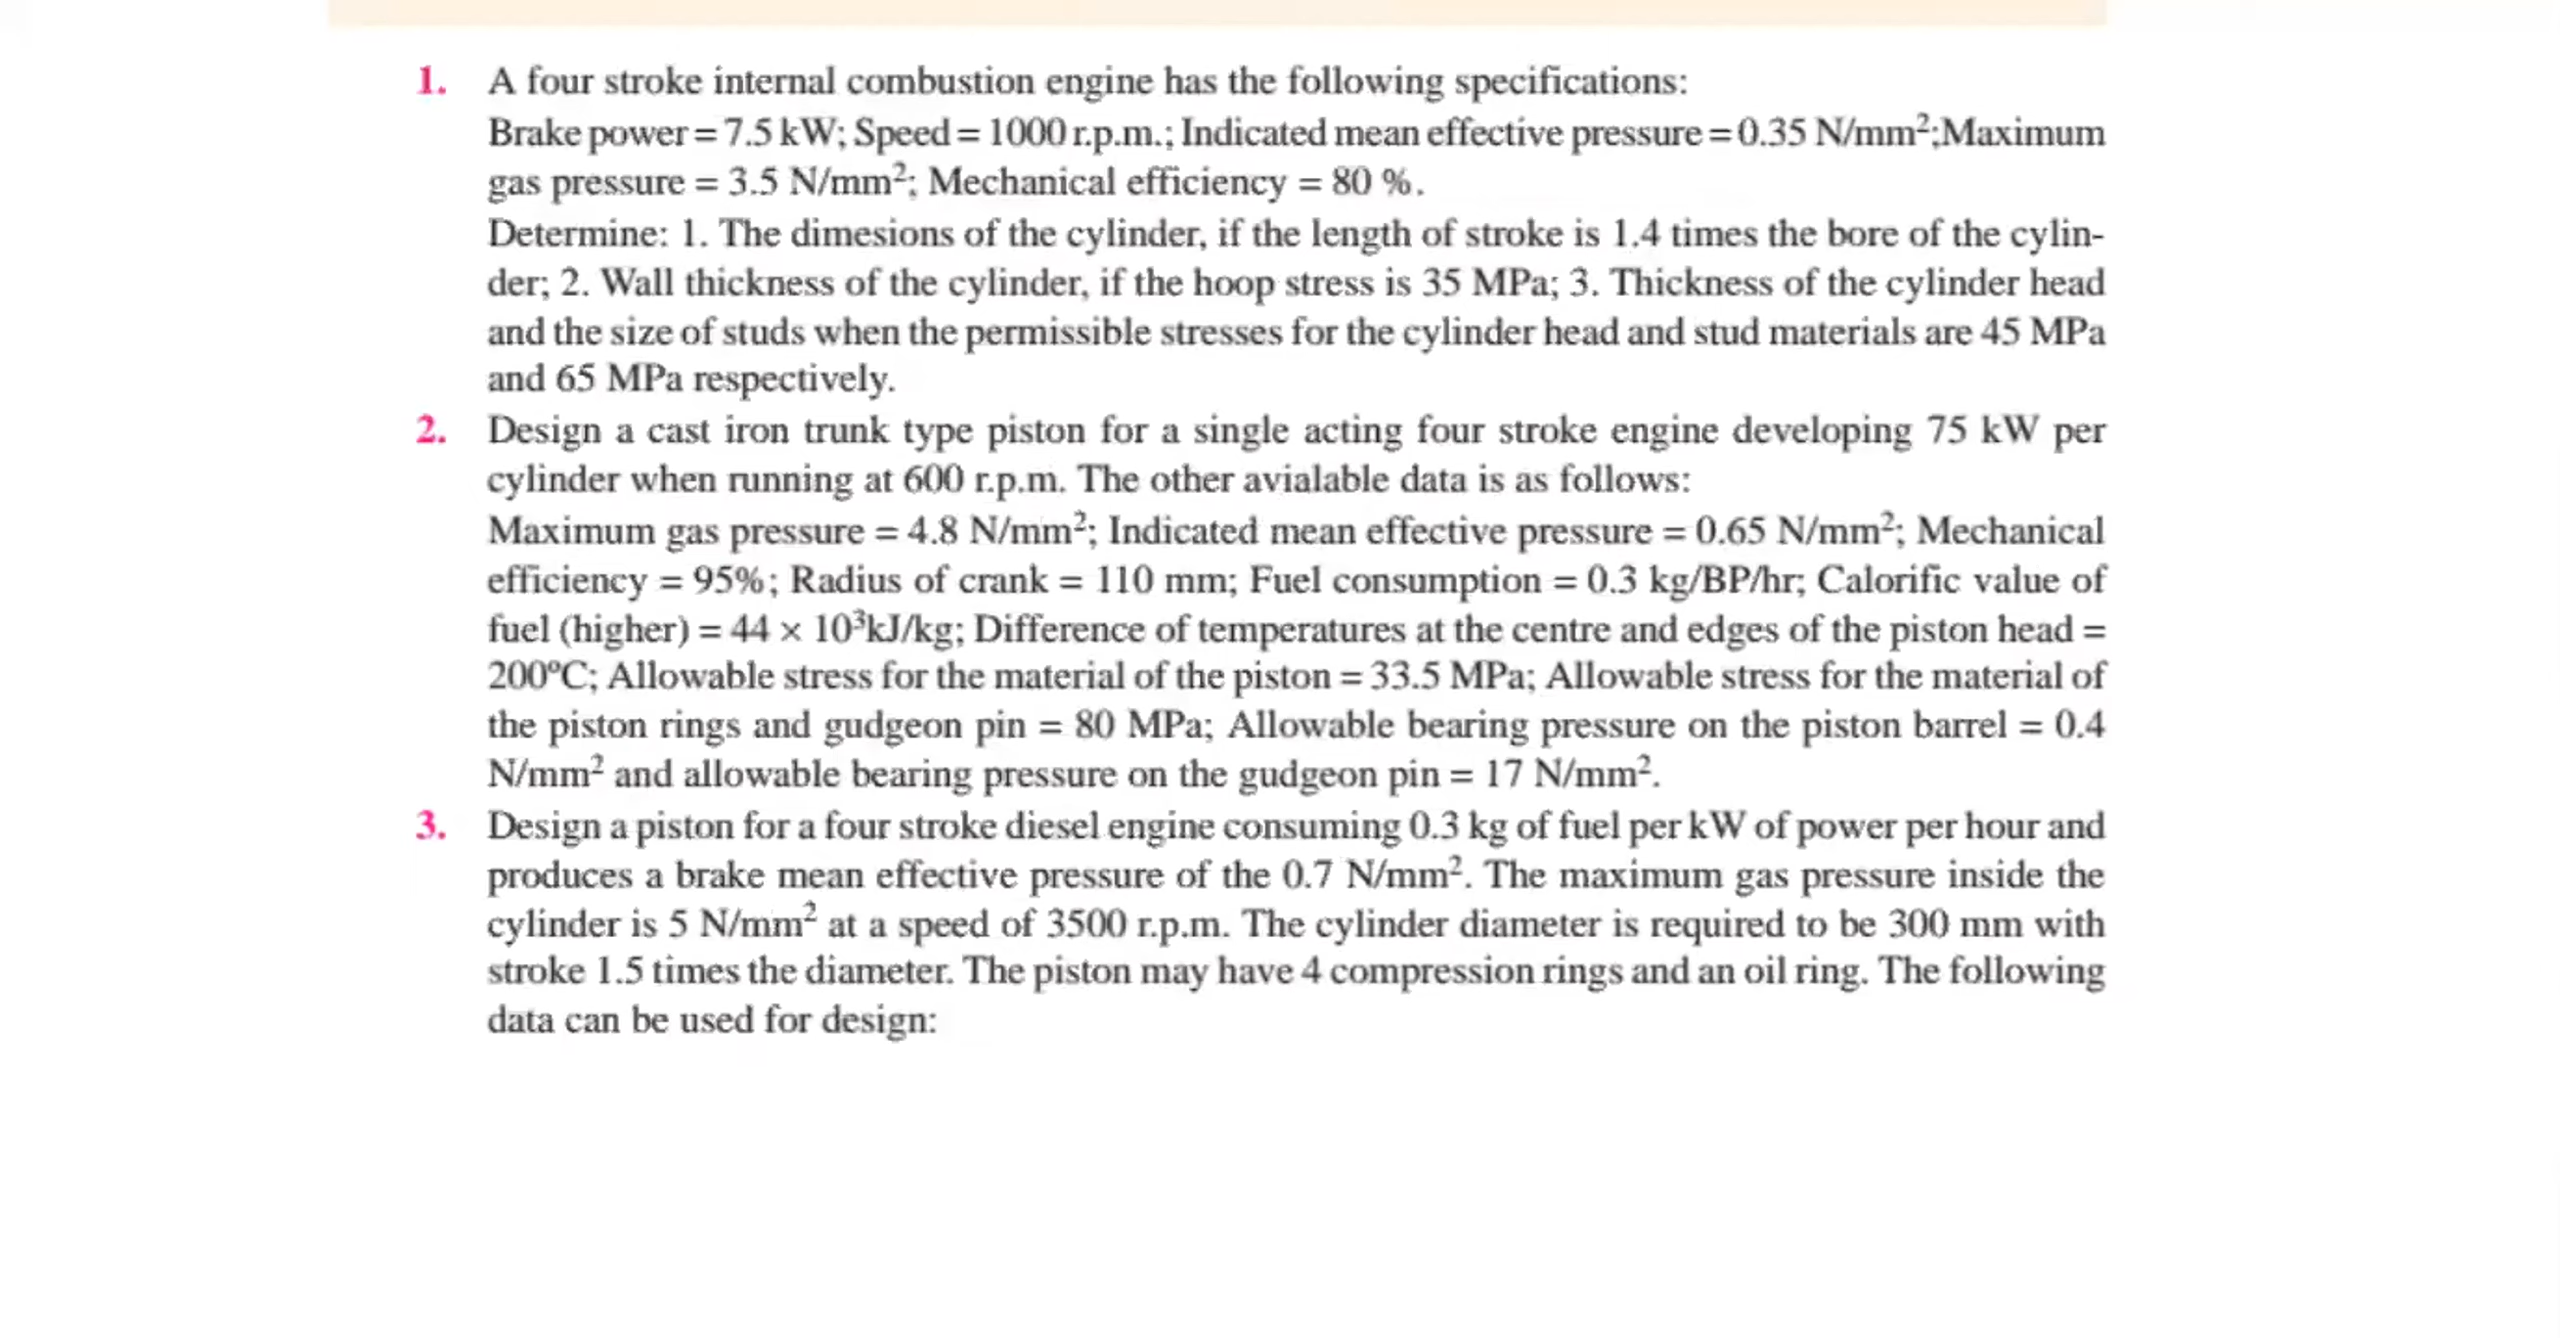 1. A four stroke internal combustion engine has the following specifications:
Brake power = 7.5 kW; Speed = 1000 r.p.m.; Indicated mean effective pressure = 0.35 N/mm²;Maximum
gas pressure = 3.5 N/mm²; Mechanical efficiency = 80 %.
Determine: 1. The dimesions of the cylinder, if the length of stroke is 1.4 times the bore of the cylin-
der; 2. Wall thickness of the cylinder, if the hoop stress is 35 MPa; 3. Thickness of the cylinder head
and the size of studs when the permissible stresses for the cylinder head and stud materials are 45 MPa
and 65 MPa respectively.
2. Design a cast iron trunk type piston for a single acting four stroke engine developing 75 kW per
cylinder when running at 600 r.p.m. The other avialable data is as follows:
Maximum gas pressure = 4.8 N/mm²; Indicated mean effective pressure = 0.65 N/mm²; Mechanical
efficiency = 95%; Radius of crank = 110 mm; Fuel consumption = 0.3 kg/BP/hr; Calorific value of
fuel (higher) = 44 × 10³kJ/kg; Difference of temperatures at the centre and edges of the piston head =
200ºC; Allowable stress for the material of the piston = 33.5 MPa; Allowable stress for the material of
the piston rings and gudgeon pin = 80 MPa; Allowable bearing pressure on the piston barrel = 0.4
N/mm² and allowable bearing pressure on the gudgeon pin = 17 N/mm².
3. Design a piston for a four stroke diesel engine consuming 0.3 kg of fuel per kW of power per hour and
produces a brake mean effective pressure of the 0.7 N/mm². The maximum gas pressure inside the
cylinder is 5 N/mm² at a speed of 3500 r.p.m. The cylinder diameter is required to be 300 mm with
stroke 1.5 times the diameter. The piston may have 4 compression rings and an oil ring. The following
data can be used for design: